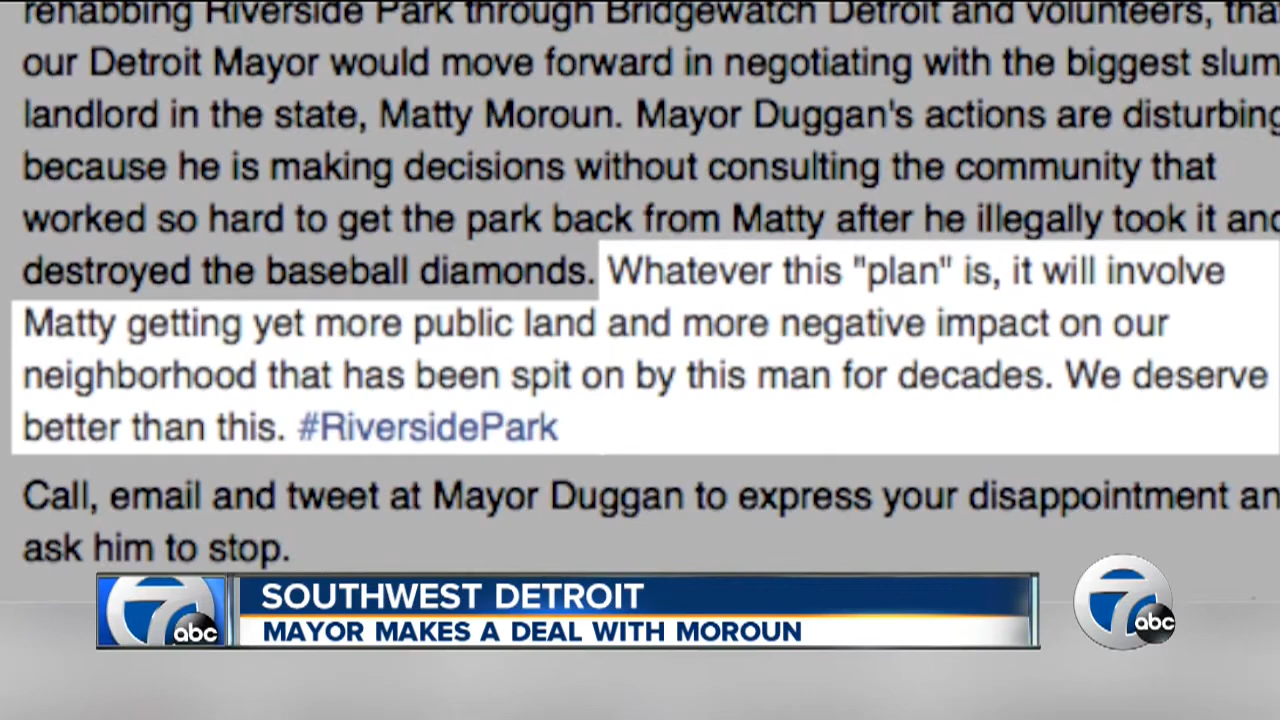 rehabbing Riverside Park through Bridgewatch Detroit and volunteers, tha
our Detroit Mayor would move forward in negotiating with the biggest slum
landlord in the state, Matty Moroun. Mayor Duggan's actions are disturbing
because he is making decisions without consulting the community that
worked so hard to get the park back from Matty after he illegally took it and
destroyed the baseball diamonds. Whatever this "plan" is, it will involve
Matty getting yet more public land and more negative impact on our
neighborhood that has been spit on by this man for decades. We deserve
better than this. #RiversidePark
Call, email and tweet at Mayor Duggan to express your disappointment an
ask him to stop.
7 abc
SOUTHWEST DETROIT
MAYOR MAKES A DEAL WITH MOROUN
7 abc